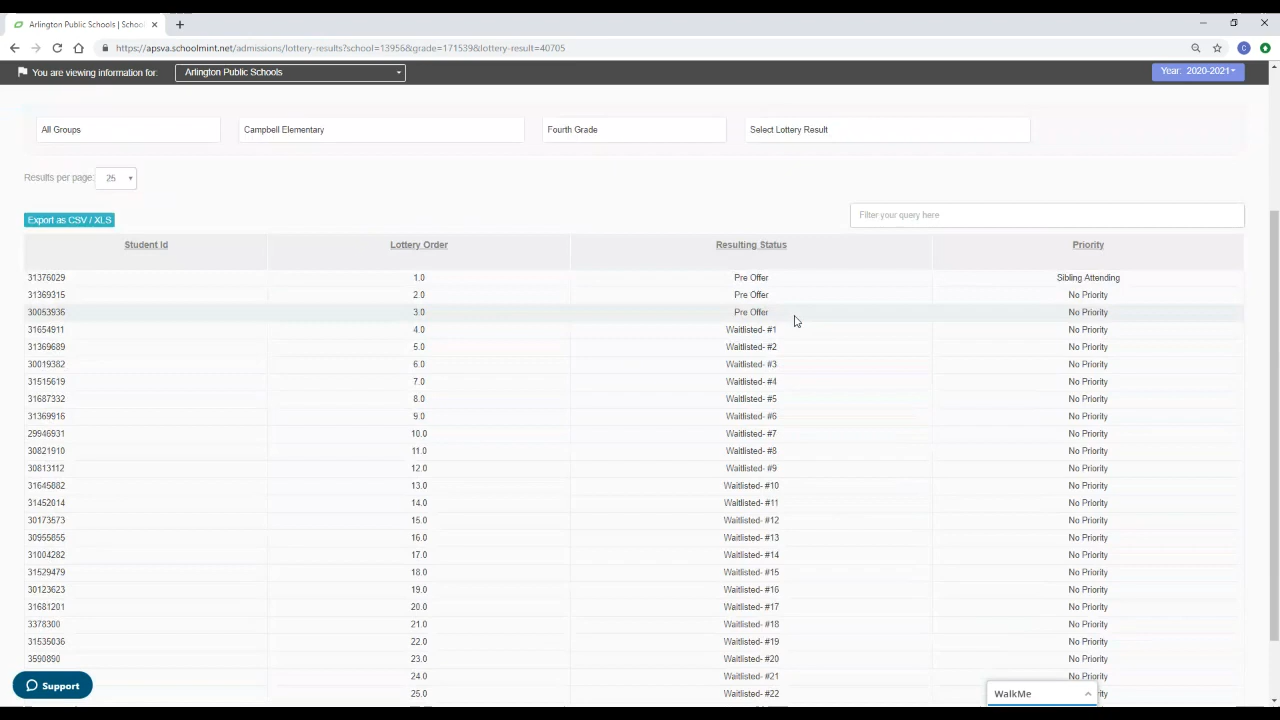 Arlington Public Schools | School
https://apsva.schoolmint.net/admissions/lottery-results?school=13956&grade=171539&lottery-result=40705
C
You are viewing information for: Arlington Public Schools Year: 2020-2021
All Groups Campbell Elementary Fourth Grade Select Lottery Result
Results per page: 25
Export as CSV / XLS Filter your query here
Student Id Lottery Order Resulting Status Priority
31376029 1.0 Pre Offer Sibling Attending
31369315 2.0 Pre Offer No Priority
30053936 3.0 Pre Offer No Priority
31654911 4.0 Waitlisted- #1 No Priority
31369689 5.0 Waitlisted- #2 No Priority
30019382 6.0 Waitlisted- #3 No Priority
31515619 7.0 Waitlisted- #4 No Priority
31687332 8.0 Waitlisted- #5 No Priority
31369916 9.0 Waitlisted- #6 No Priority
29946931 10.0 Waitlisted- #7 No Priority
30821910 11.0 Waitlisted- #8 No Priority
30813112 12.0 Waitlisted- #9 No Priority
31645882 13.0 Waitlisted- #10 No Priority
31452014 14.0 Waitlisted- #11 No Priority
30173573 15.0 Waitlisted- #12 No Priority
30955855 16.0 Waitlisted- #13 No Priority
31004282 17.0 Waitlisted- #14 No Priority
31529479 18.0 Waitlisted- #15 No Priority
30123623 19.0 Waitlisted- #16 No Priority
31681201 20.0 Waitlisted- #17 No Priority
3378300 21.0 Waitlisted- #18 No Priority
31535036 22.0 Waitlisted- #19 No Priority
3590890 23.0 Waitlisted- #20 No Priority
24.0 Waitlisted- #21 No Priority
25.0 Waitlisted- #22
Support
WalkMe